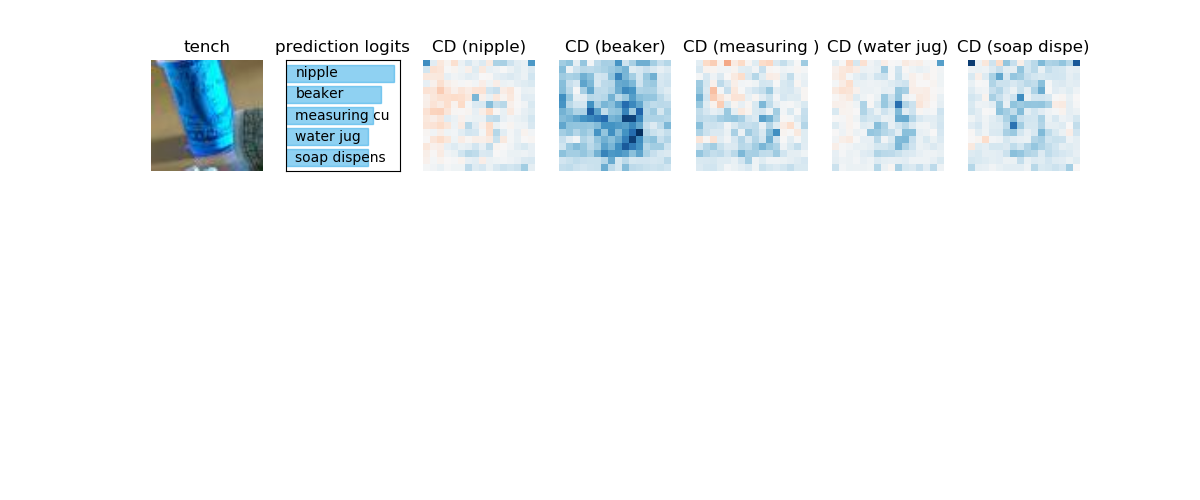 tench
prediction logits
CD (nipple)
CD (beaker)
CD (measuring )
CD (water jug)
CD (soap dispe)
nipple
beaker
measuring cu
water jug
soap dispens